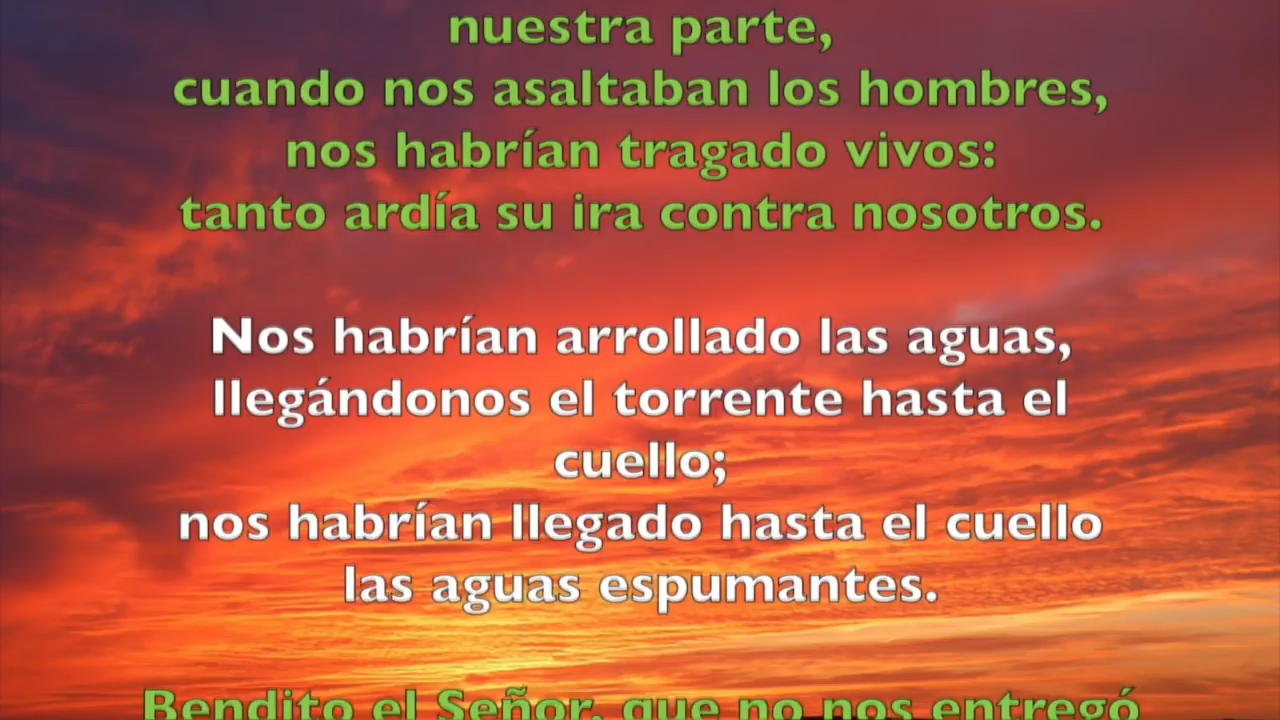 nuestra parte,
cuando nos asaltaban los hombres,
nos habrían tragado vivos:
tanto ardía su ira contra nosotros.
Nos habrían arrollado las aguas,
llegándonos el torrente hasta el
cuello;
nos habrían llegado hasta el cuello
las aguas espumantes.
Bendito el Señor, que no nos entregó